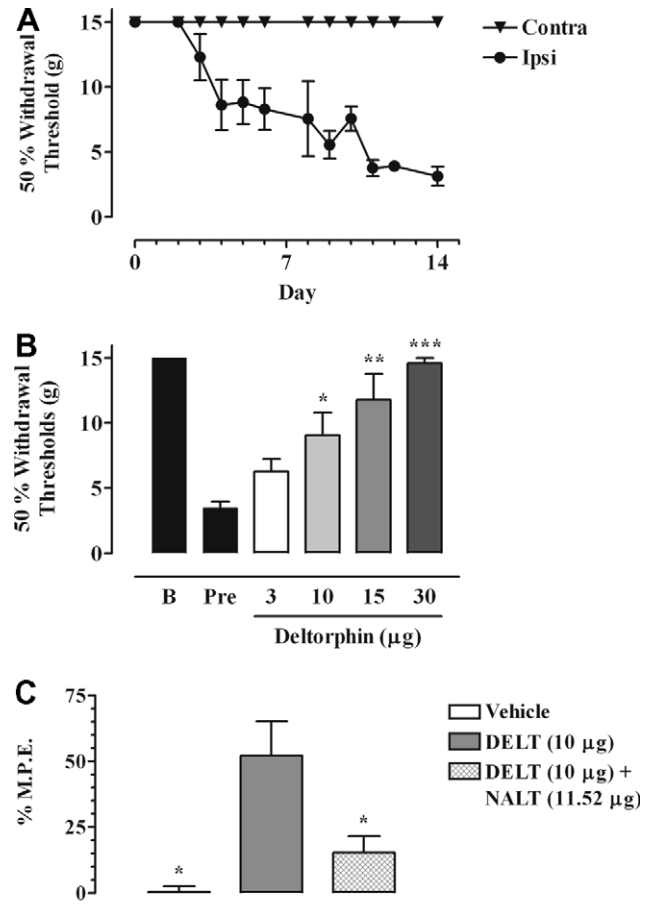 A
15
10
5
0
50 % Withdrawal
Threshold (g)
0
7
14
Day
Contra
Ipsi
B
15
10
5
0
50 % Withdrawal
Thresholds (g)
*
**
***
B Pre 3 10 15 30
Deltorphin (µg)
C
75
50
25
0
% M.P.E.
*
*
Vehicle
DELT (10 µg)
DELT (10 µg) +
NALT (11.52 µg)